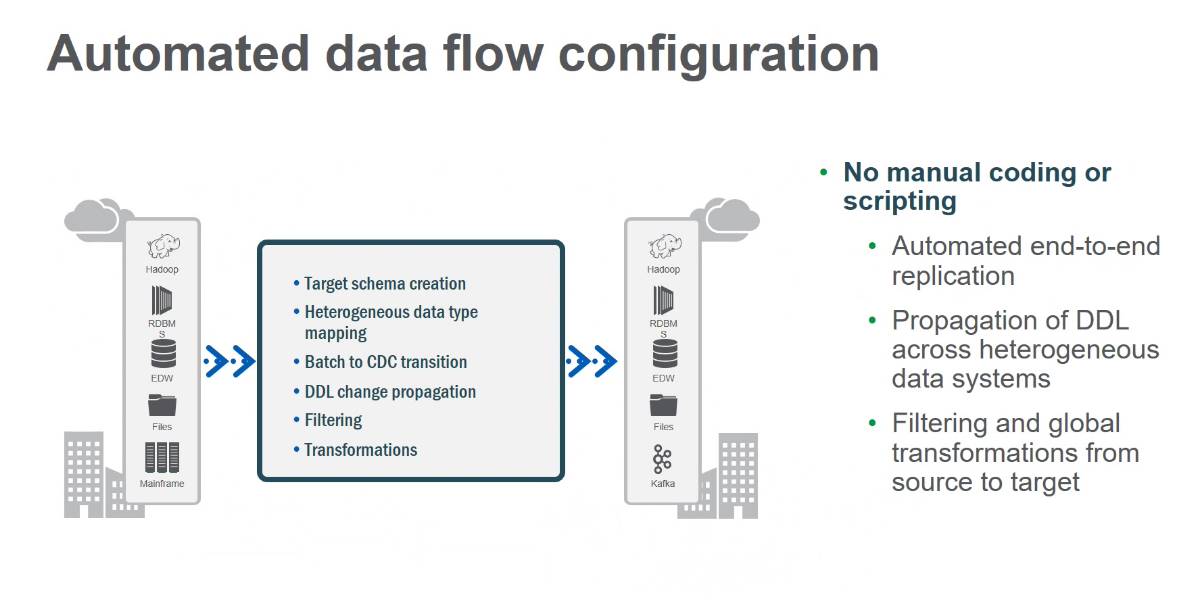 Automated data flow configuration
Hadoop
RDBM
S
EDW
Files
Mainframe
• Target schema creation
• Heterogeneous data type
mapping
• Batch to CDC transition
• DDL change propagation
• Filtering
• Transformations
Hadoop
RDBM
S
EDW
Files
Kafka
• No manual coding or
scripting
• Automated end-to-end
replication
• Propagation of DDL
across heterogeneous
data systems
• Filtering and global
transformations from
source to target